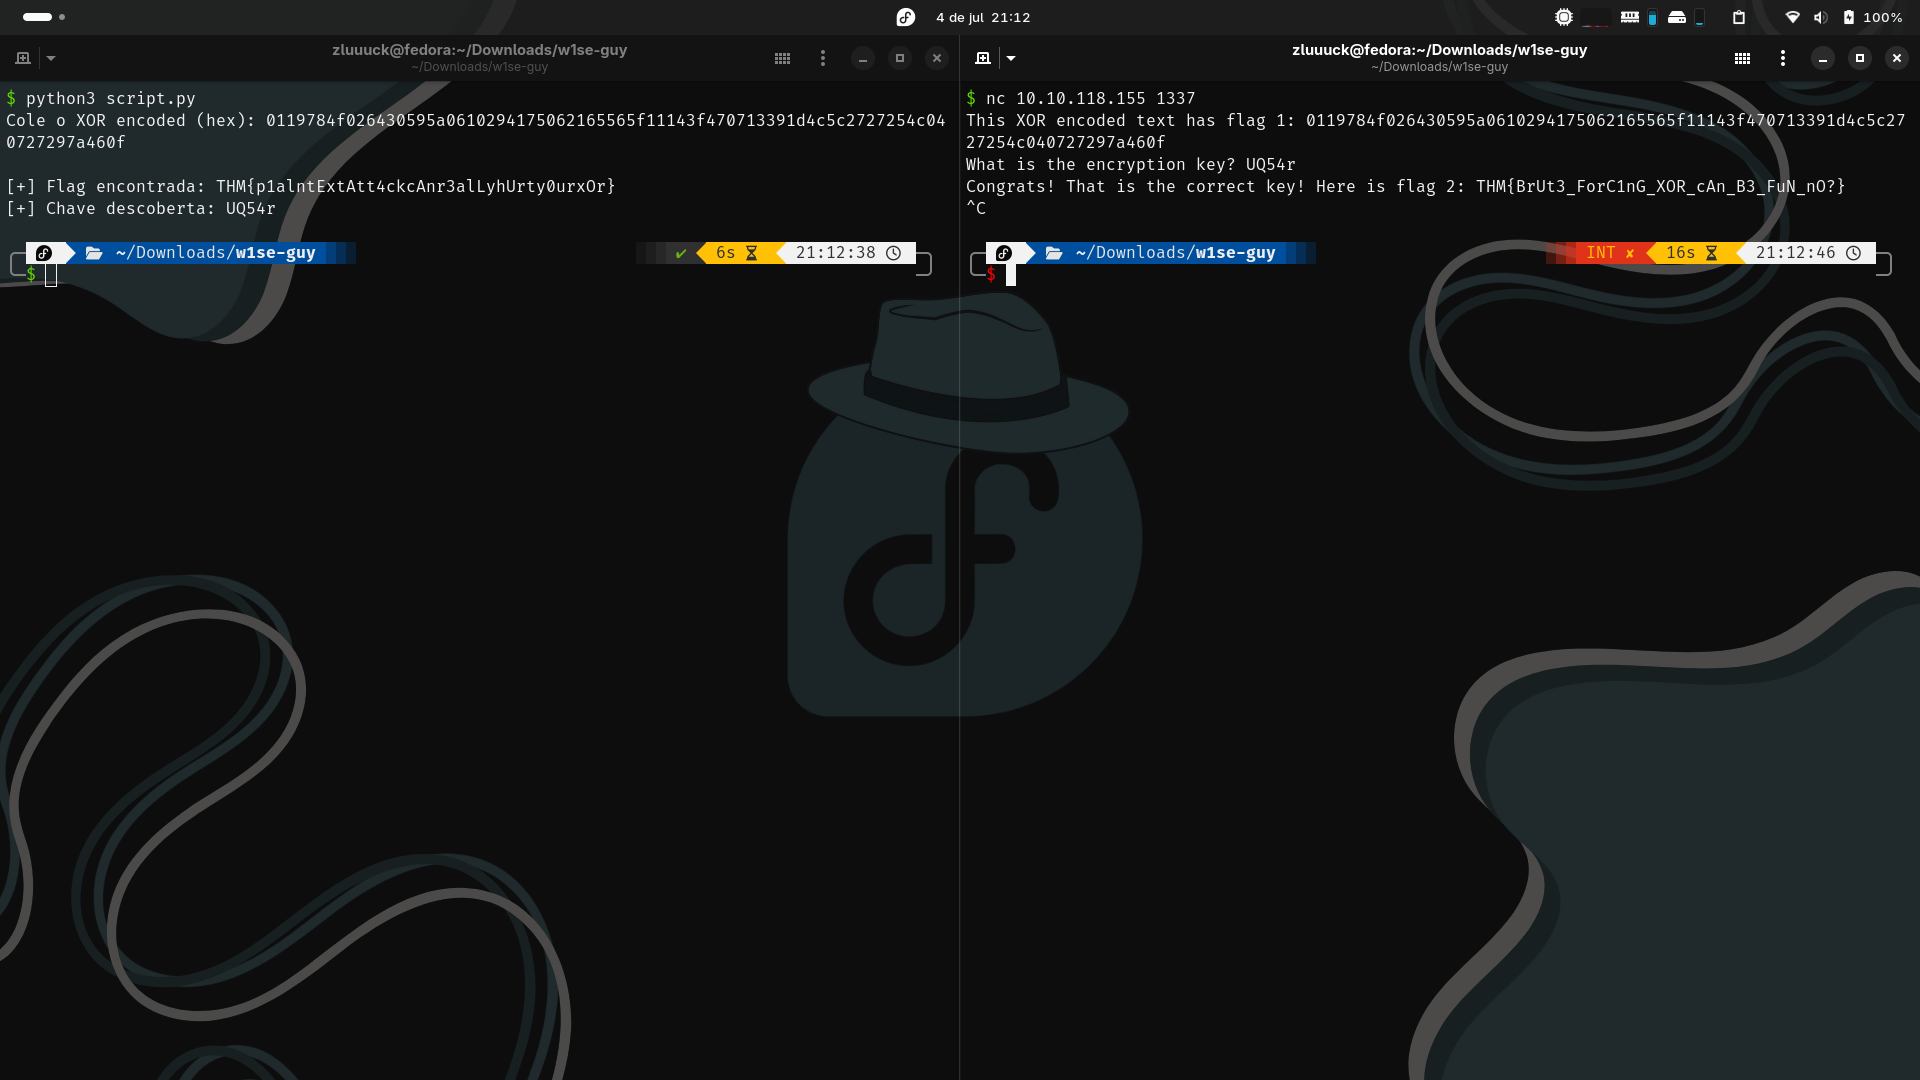 4 de jul 21:12
100%
zluuuck@fedora:~/Downloads/w1se-guy
~/Downloads/w1se-guy
$ python3 script.py
Cole o XOR encoded (hex): 0119784f026430595a0610294175062165565f11143f470713391d4c5c2727254c04
0727297a460f
[+] Flag encontrada: THM{p1alntExtAtt4ckcAnr3alLyhUrty0urxOr}
[+] Chave descoberta: UQ54r
~/Downloads/w1se-guy
✔ 6s 21:12:38
$
zluuuck@fedora:~/Downloads/w1se-guy
~/Downloads/w1se-guy
$ nc 10.10.118.155 1337
This XOR encoded text has flag 1: 0119784f026430595a0610294175062165565f11143f470713391d4c5c27
27254c040727297a460f
What is the encryption key? UQ54r
Congrats! That is the correct key! Here is flag 2: THM{BrUt3_ForC1nG_XOR_cAn_B3_FuN_nO?}
^C
~/Downloads/w1se-guy
INT ✘ 16s 21:12:46
$